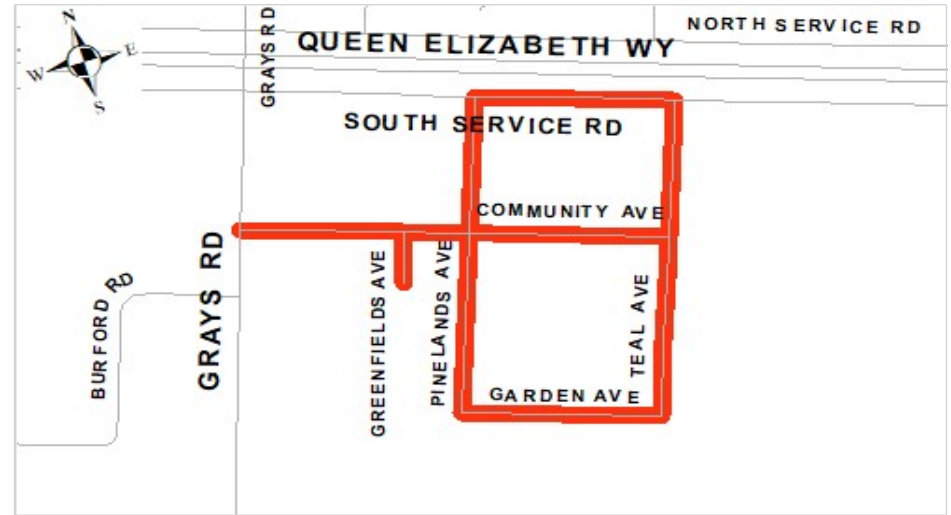 N
E
W
S
GRAYS RD
NORTH SERVICE RD
QUEEN ELIZABETH WY
SOUTH SERVICE RD
COMMUNITY AVE
GRAYS RD
BURFORD RD
GREENFIELDS AVE
PINELANDS AVE
TEAL AVE
GARDEN AVE